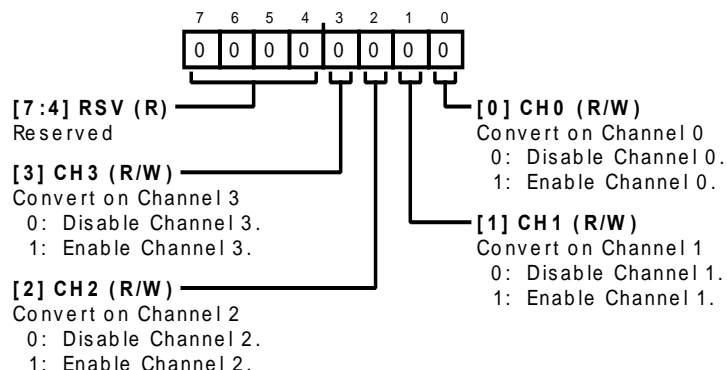 7 6 5 4 3 2 1 0
0 0 0 0 0 0 0 0
[7:4] RSV (R)
Reserved
[3] CH3 (R/W)
Convert on Channel 3
0: Disable Channel 3.
1: Enable Channel 3.
[2] CH2 (R/W)
Convert on Channel 2
0: Disable Channel 2.
1: Enable Channel 2.
[0] CH0 (R/W)
Convert on Channel 0
0: Disable Channel 0.
1: Enable Channel 0.
[1] CH1 (R/W)
Convert on Channel 1
0: Disable Channel 1.
1: Enable Channel 1.